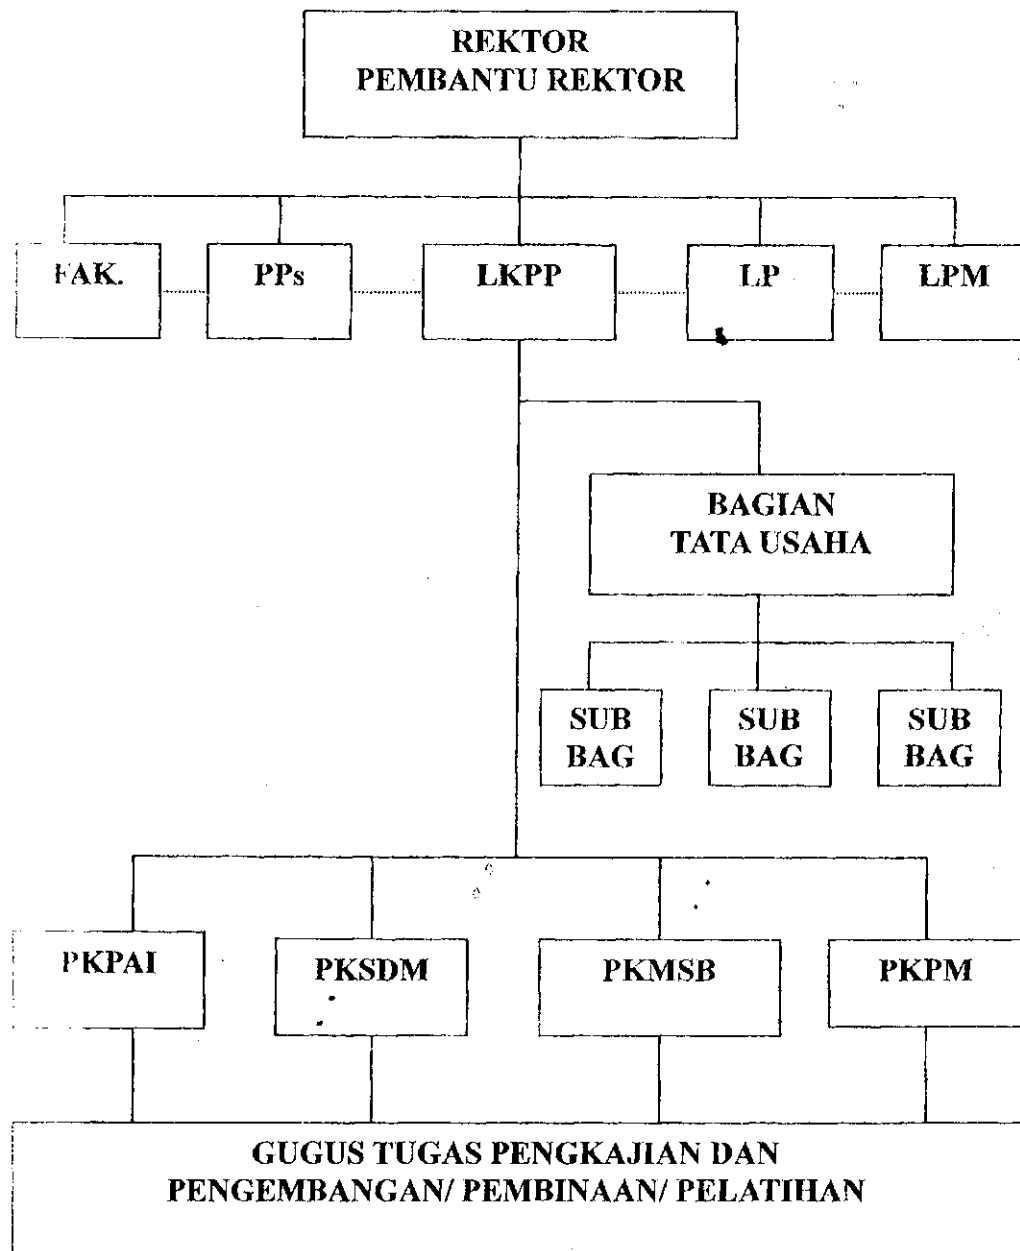 REKTOR
PEMBANTU REKTOR
FAK.
PPs
LKPP
LP
LPM
BAGIAN
TATA USAHA
SUB
BAG
SUB
BAG
SUB
BAG
PKPAI
PKSDM
PKMSB
PKPM
GUGUS TUGAS PENGKAJIAN DAN
PENGEMBANGAN/ PEMBINAAN/ PELATIHAN